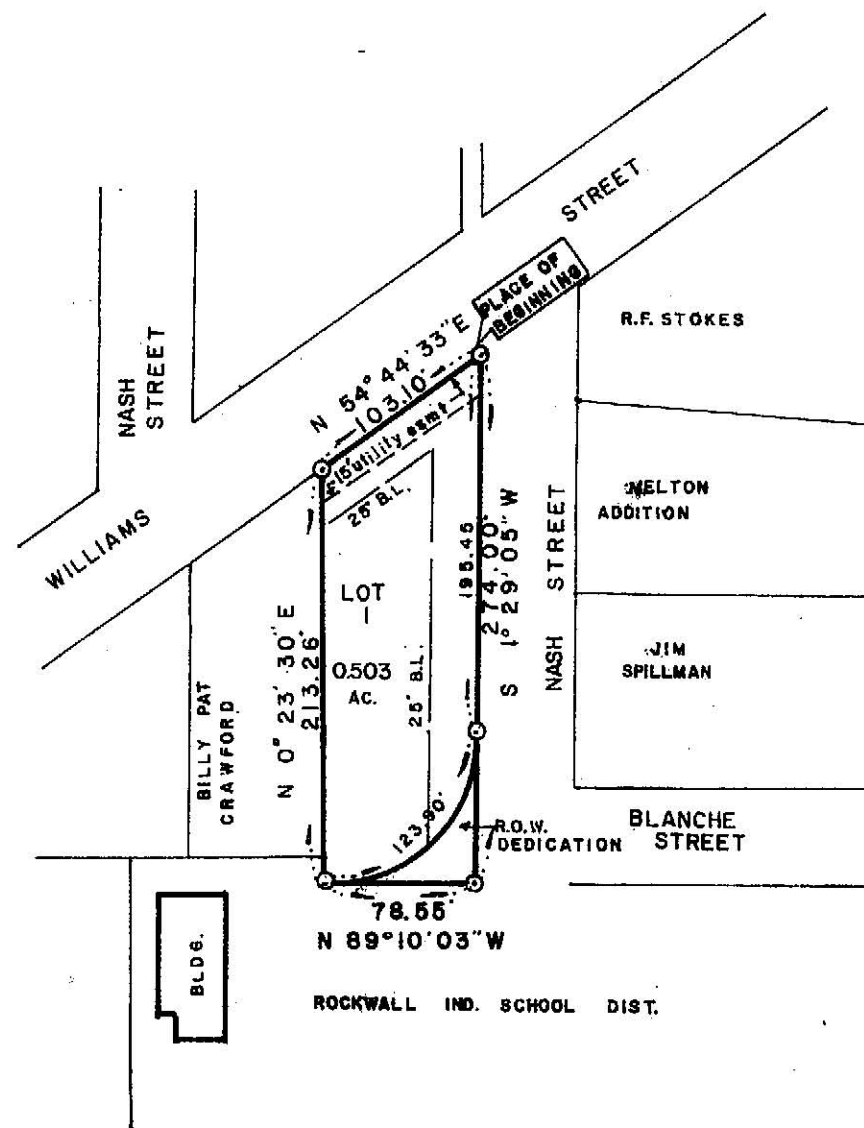 STREET
NASH
STREET
PLACE OF
BEGINNING
R.F. STOKES
N 54° 44' 33" E
103.10'
15' utility esmt
25' B.L.
WILLIAMS
MELTON
ADDITION
LOT
1
0.503
AC.
25' B.L.
N 0° 23' 30" E
213.26'
195.45
274.00'
S 1° 29' 05" W
NASH STREET
JIM
SPILLMAN
BILLY PAT
CRAWFORD
123.90'
R.O.W.
DEDICATION
BLANCHE
STREET
78.55
N 89° 10' 03" W
BLDG.
ROCKWALL IND. SCHOOL DIST.